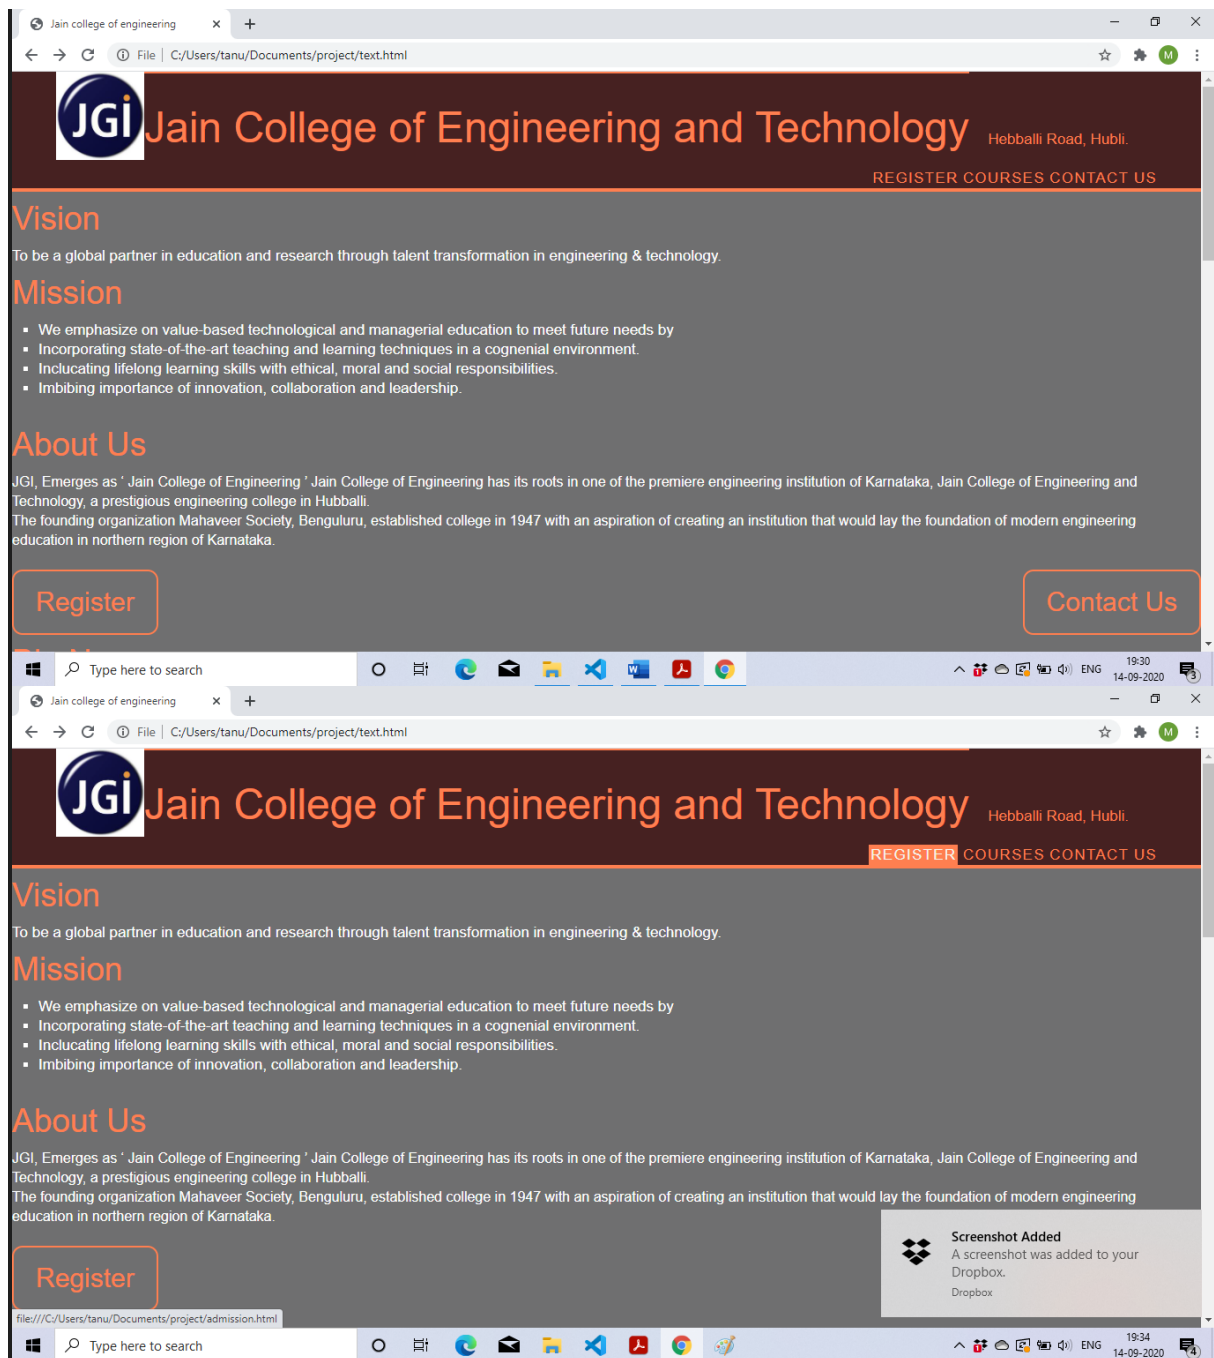 Jain college of engineering
File | C:/Users/tanu/Documents/project/text.html
M
JGi Jain College of Engineering and Technology Hebballi Road, Hubli.
REGISTER COURSES CONTACT US
Vision
To be a global partner in education and research through talent transformation in engineering & technology.
Mission
We emphasize on value-based technological and managerial education to meet future needs by
Incorporating state-of-the-art teaching and learning techniques in a cognenial environment.
Inclucating lifelong learning skills with ethical, moral and social responsibilities.
Imbibing importance of innovation, collaboration and leadership.
About Us
JGI, Emerges as ‘ Jain College of Engineering ’ Jain College of Engineering has its roots in one of the premiere engineering institution of Karnataka, Jain College of Engineering and
Technology, a prestigious engineering college in Hubballi.
The founding organization Mahaveer Society, Benguluru, established college in 1947 with an aspiration of creating an institution that would lay the foundation of modern engineering
education in northern region of Karnataka.
Register Contact Us
Type here to search
ENG 19:30
14-09-2020
3
Jain college of engineering
File | C:/Users/tanu/Documents/project/text.html
M
JGi Jain College of Engineering and Technology Hebballi Road, Hubli.
REGISTER COURSES CONTACT US
Vision
To be a global partner in education and research through talent transformation in engineering & technology.
Mission
We emphasize on value-based technological and managerial education to meet future needs by
Incorporating state-of-the-art teaching and learning techniques in a cognenial environment.
Inclucating lifelong learning skills with ethical, moral and social responsibilities.
Imbibing importance of innovation, collaboration and leadership.
About Us
JGI, Emerges as ‘ Jain College of Engineering ’ Jain College of Engineering has its roots in one of the premiere engineering institution of Karnataka, Jain College of Engineering and
Technology, a prestigious engineering college in Hubballi.
The founding organization Mahaveer Society, Benguluru, established college in 1947 with an aspiration of creating an institution that would lay the foundation of modern engineering
education in northern region of Karnataka.
Screenshot Added
A screenshot was added to your
Dropbox.
Dropbox
Register
file:///C:/Users/tanu/Documents/project/admission.html
Type here to search
ENG 19:34
14-09-2020
4